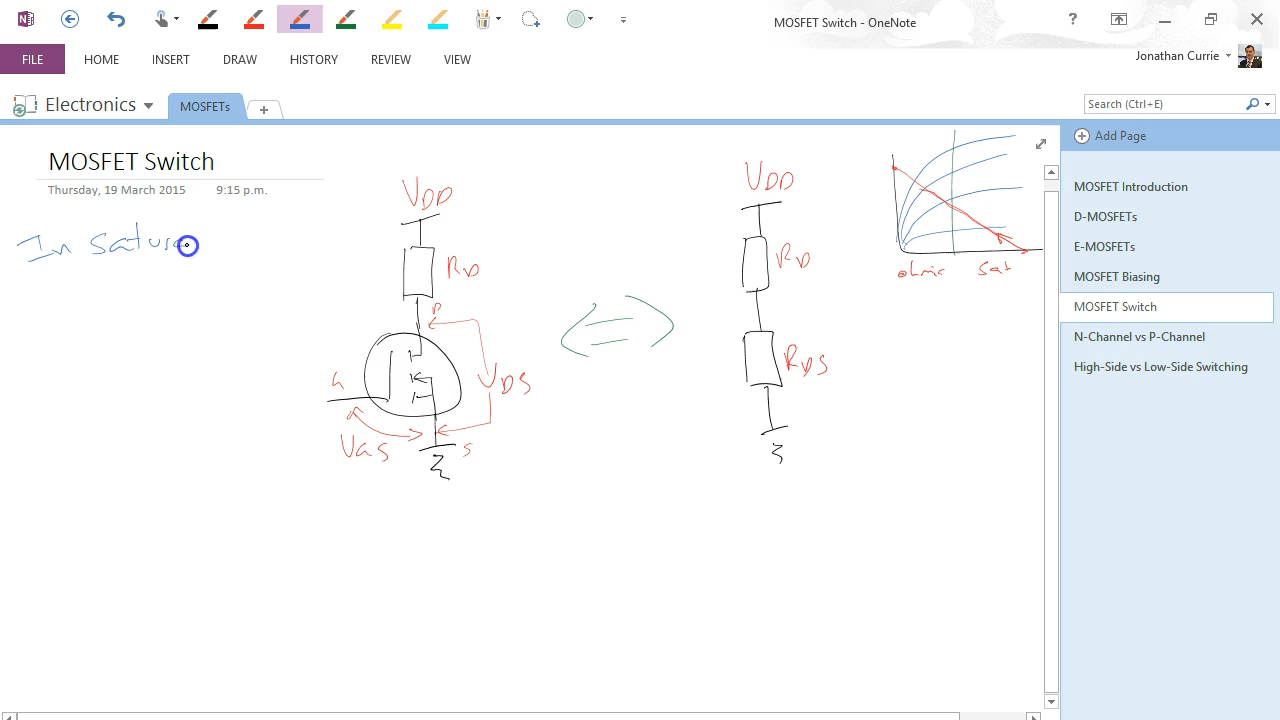 MOSFET Switch - OneNote
?
FILE
HOME
INSERT
DRAW
HISTORY
REVIEW
VIEW
Jonathan Currie
Electronics
MOSFETs
+
Search (Ctrl+E)
MOSFET Switch
Thursday, 19 March 2015 9:15 p.m.
In satura
VDD
RD
D
G
VDS
VGS
S
VDD
RD
RDS
ohmic
sat
Add Page
MOSFET Introduction
D-MOSFETs
E-MOSFETs
MOSFET Biasing
MOSFET Switch
N-Channel vs P-Channel
High-Side vs Low-Side Switching